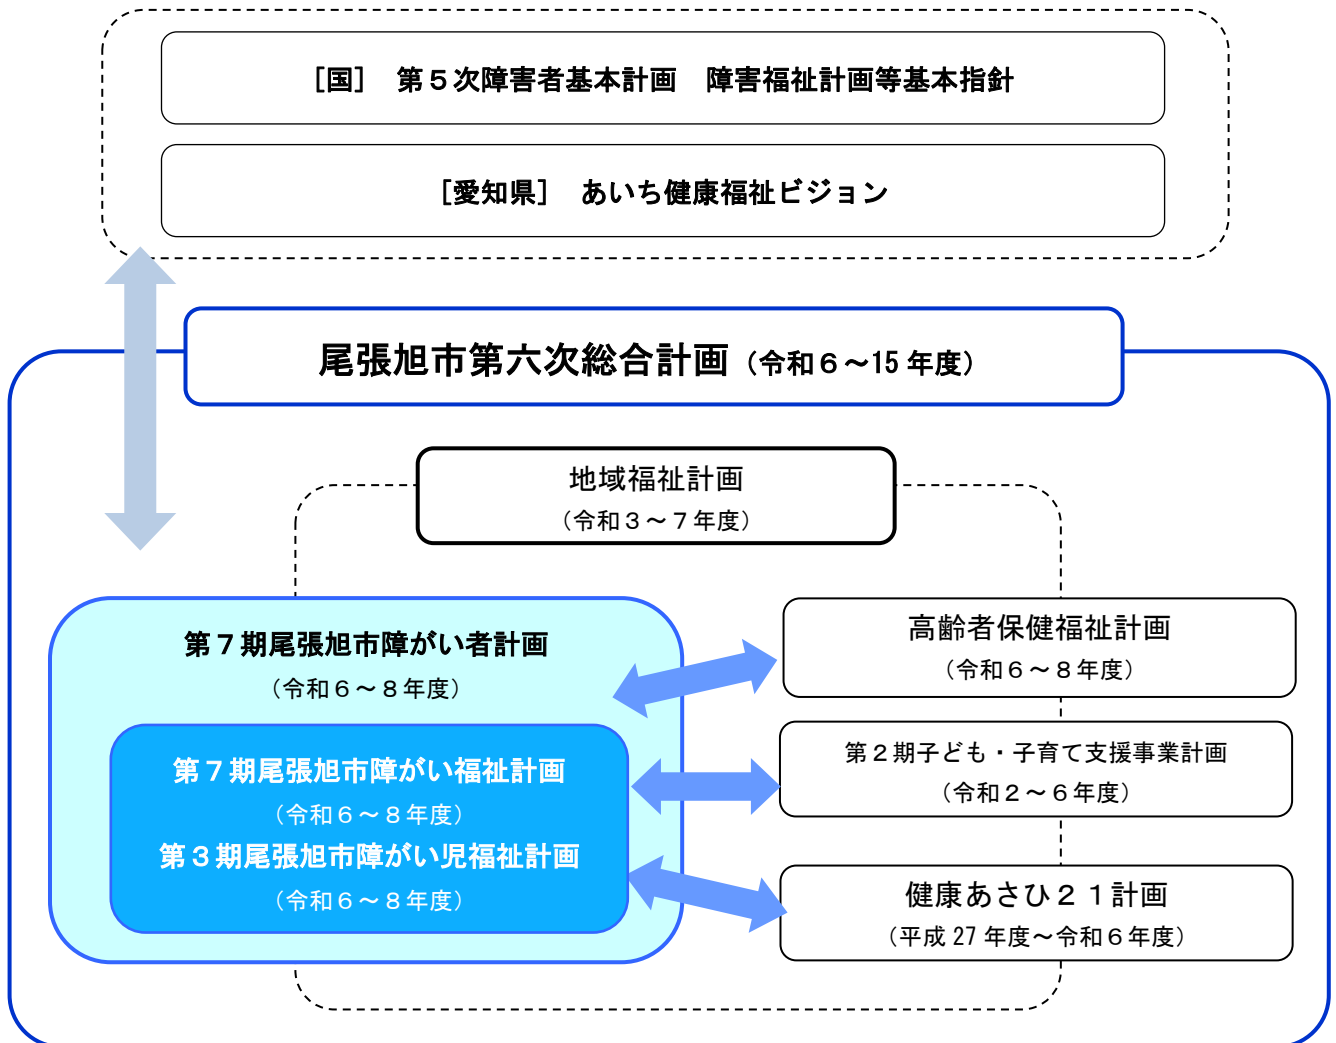 ［国］　第５次障害者基本計画　障害福祉計画等基本指針
［愛知県］　あいち健康福祉ビジョン
尾張旭市第六次総合計画（令和６～15 年度）
地域福祉計画
（令和３～７年度）
第７期尾張旭市障がい者計画
（令和６～８年度）
第７期尾張旭市障がい福祉計画
（令和６～８年度）
第３期尾張旭市障がい児福祉計画
（令和６～８年度）
高齢者保健福祉計画
（令和６～８年度）
第２期子ども・子育て支援事業計画
（令和２～６年度）
健康あさひ２１計画
（平成 27 年度～令和６年度）